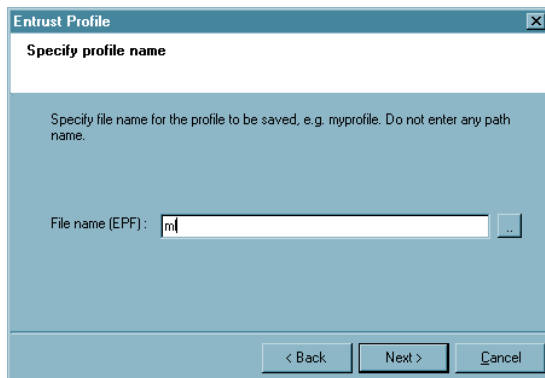 Entrust Profile
Specify profile name
Specify file name for the profile to be saved, e.g. myprofile. Do not enter any path
name.
File name (EPF) : ml ..
< Back Next > Cancel